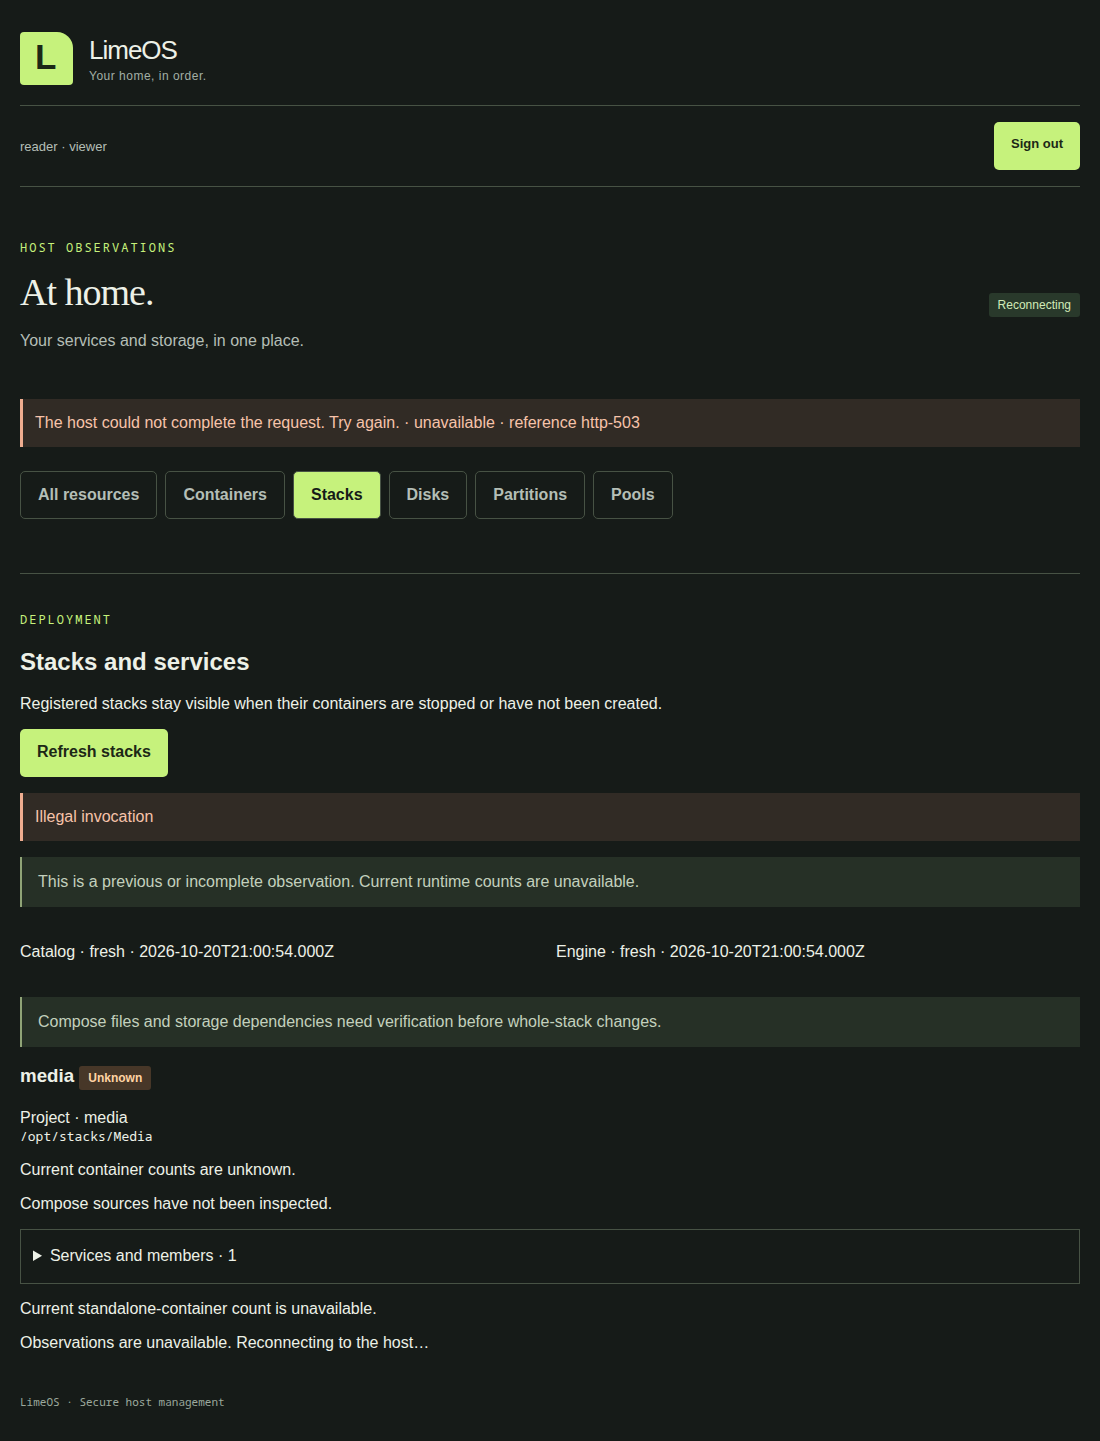 L
LimeOS
Your home, in order.
reader · viewer
Sign out
HOST OBSERVATIONS
At home.
Reconnecting
Your services and storage, in one place.
The host could not complete the request. Try again. · unavailable · reference http-503
All resources
Containers
Stacks
Disks
Partitions
Pools
DEPLOYMENT
Stacks and services
Registered stacks stay visible when their containers are stopped or have not been created.
Refresh stacks
Illegal invocation
This is a previous or incomplete observation. Current runtime counts are unavailable.
Catalog · fresh · 2026-10-20T21:00:54.000Z
Engine · fresh · 2026-10-20T21:00:54.000Z
Compose files and storage dependencies need verification before whole-stack changes.
media Unknown
Project · media
/opt/stacks/Media
Current container counts are unknown.
Compose sources have not been inspected.
Services and members · 1
Current standalone-container count is unavailable.
Observations are unavailable. Reconnecting to the host…
LimeOS · Secure host management